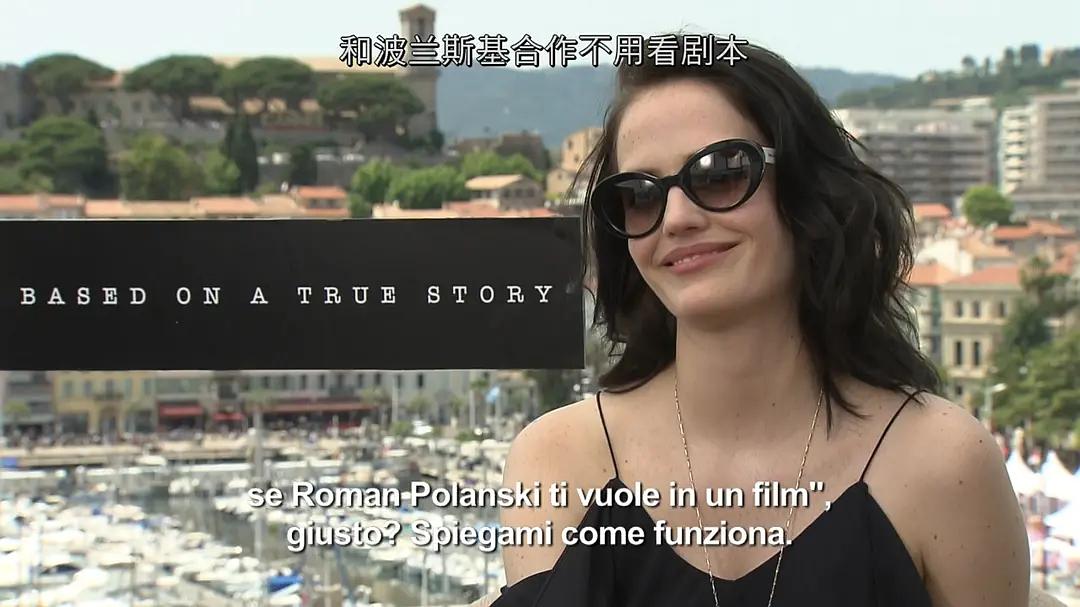 和波兰斯基合作不用看剧本
BASED ON A TRUE STORY
se Roman Polanski ti vuole in un film",
giusto? Spiegami come funziona.